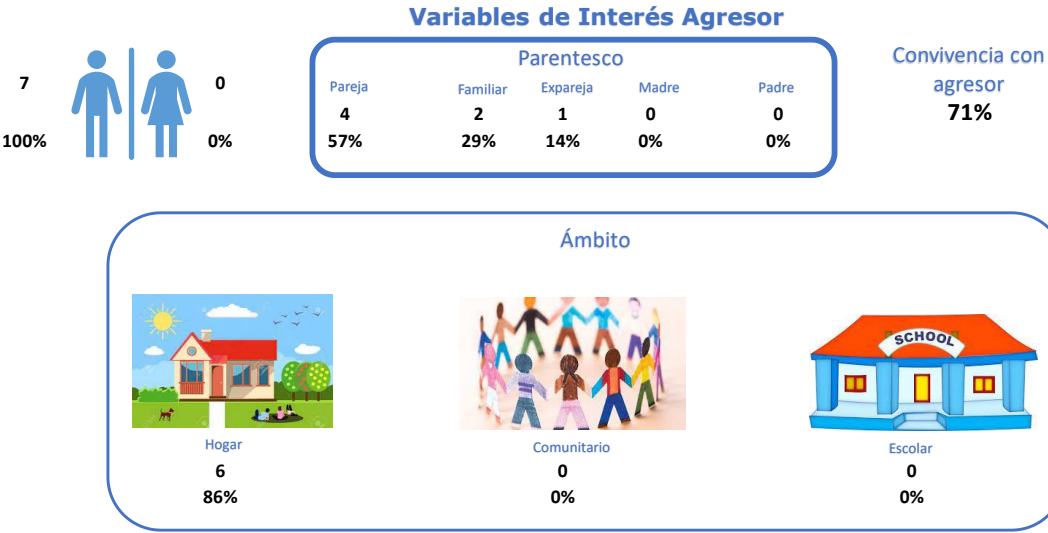 Variables de Interés Agresor
7
100%
0
0%
Parentesco
Pareja Familiar Expareja Madre Padre
4 2 1 0 0
57% 29% 14% 0% 0%
Convivencia con
agresor
71%
Ámbito
SCHOOL
Hogar Comunitario Escolar
6 0 0
86% 0% 0%